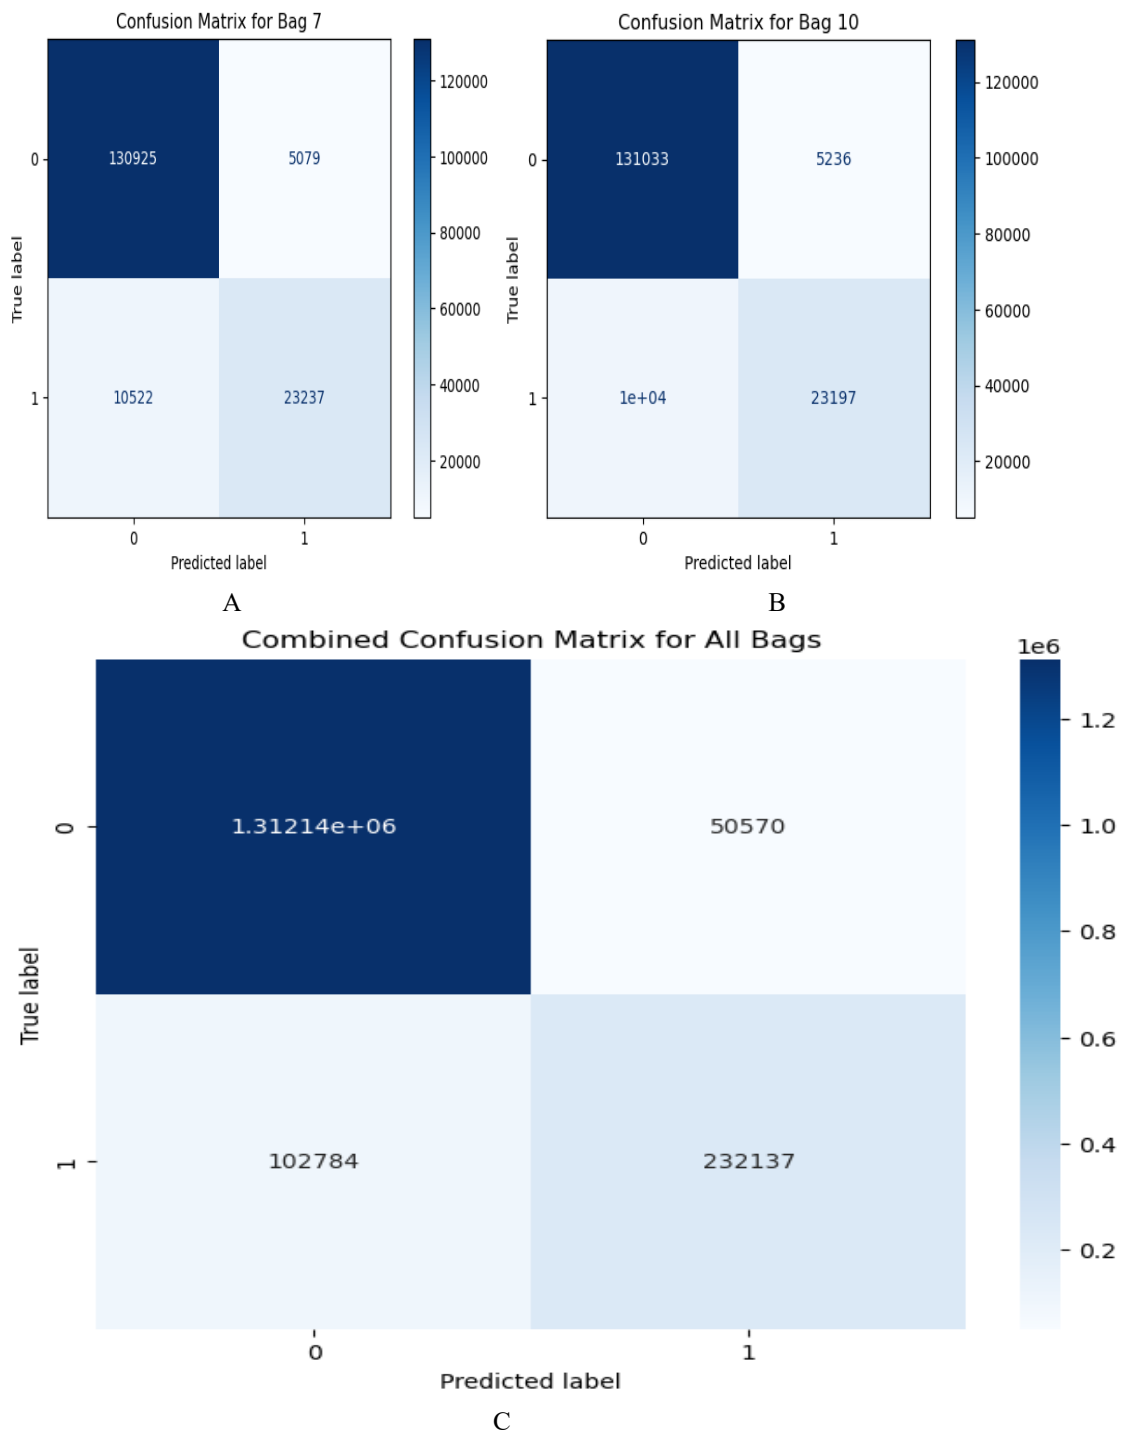 Confusion Matrix for Bag 7
120000
100000
80000
60000
40000
20000
True label
0
130925
5079
1
10522
23237
0
1
Predicted label
A
Confusion Matrix for Bag 10
120000
100000
80000
60000
40000
20000
True label
0
131033
5236
1
1e+04
23197
0
1
Predicted label
B
Combined Confusion Matrix for All Bags
1e6
1.2
1.0
0.8
0.6
0.4
0.2
True label
0
1.31214e+06
50570
1
102784
232137
0
1
Predicted label
C